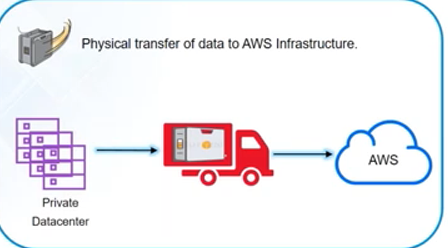 Physical transfer of data to AWS Infrastructure.
AWS
Private
Datacenter